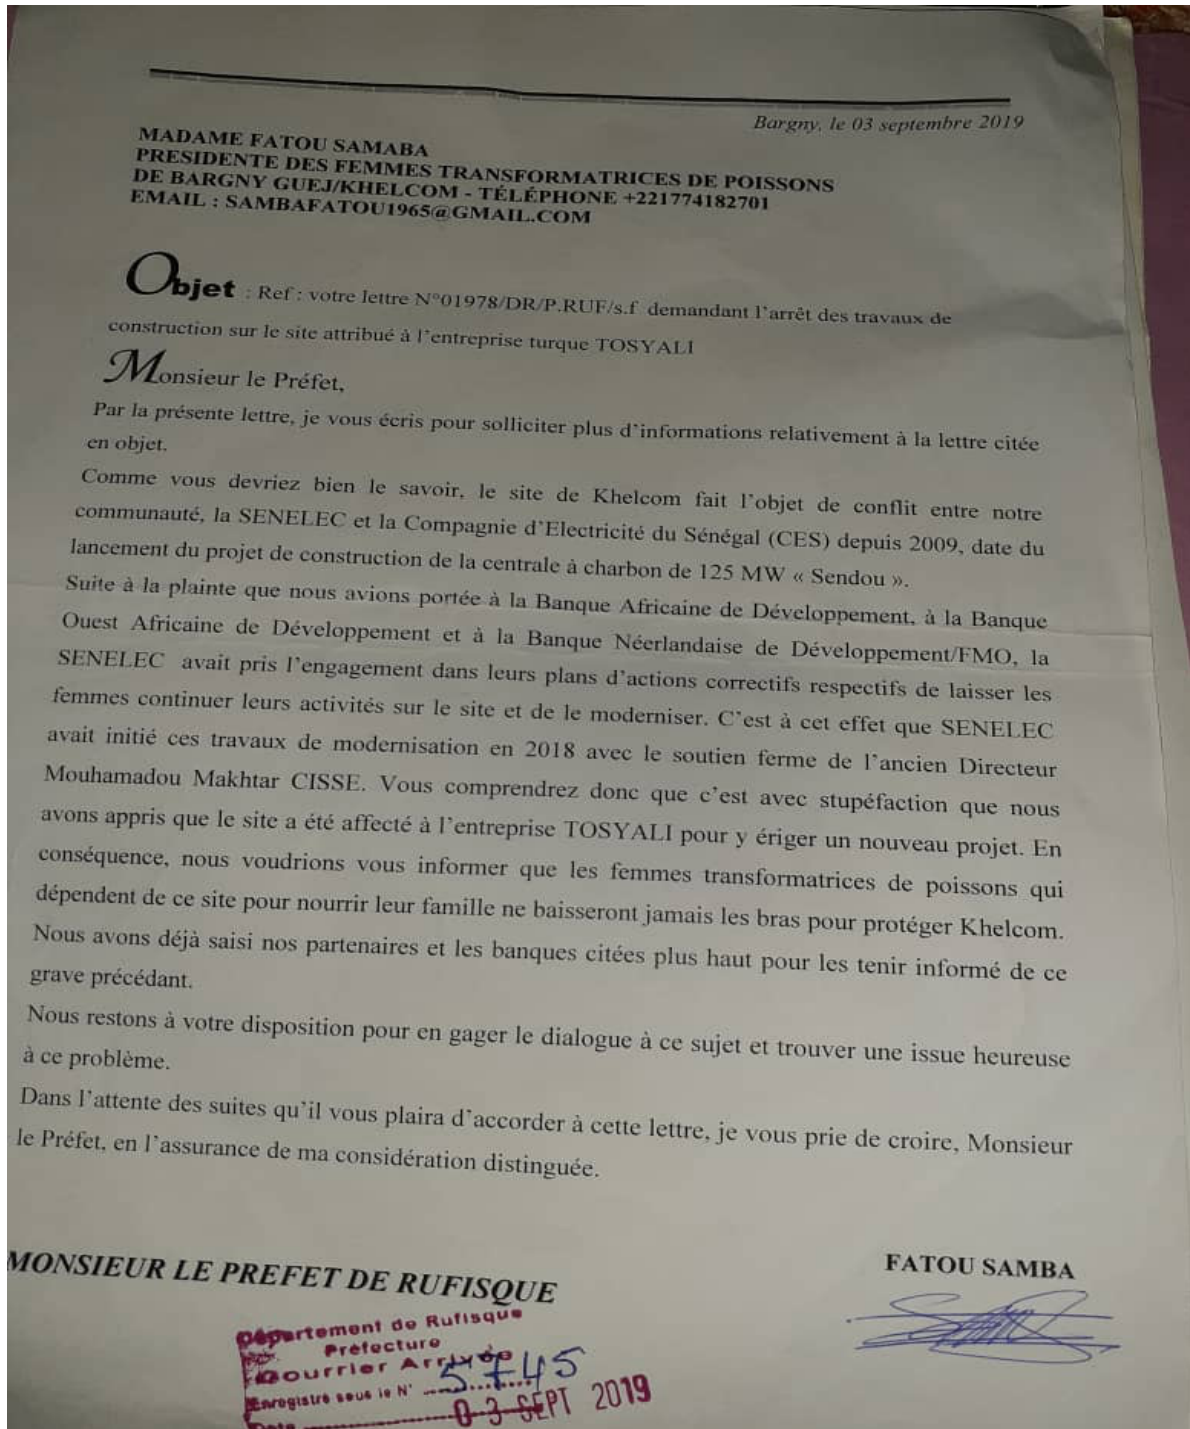 Bargny, le 03 septembre 2019
MADAME FATOU SAMABA
PRESIDENTE DES FEMMES TRANSFORMATRICES DE POISSONS
DE BARGNY GUEJ/KHELCOM - TÉLÉPHONE +221774182701
EMAIL : SAMBAFATOU1965@GMAIL.COM
Objet : Ref : votre lettre N°01978/DR/P.RUF/s.f demandant l'arrêt des travaux de
construction sur le site attribué à l'entreprise turque TOSYALI
Monsieur le Préfet,
Par la présente lettre, je vous écris pour solliciter plus d'informations relativement à la lettre citée
en objet.
Comme vous devriez bien le savoir, le site de Khelcom fait l'objet de conflit entre notre
communauté, la SENELEC et la Compagnie d'Electricité du Sénégal (CES) depuis 2009, date du
lancement du projet de construction de la centrale à charbon de 125 MW « Sendou ».
Suite à la plainte que nous avions portée à la Banque Africaine de Développement, à la Banque
Ouest Africaine de Développement et à la Banque Néerlandaise de Développement/FMO, la
SENELEC avait pris l'engagement dans leurs plans d'actions correctifs respectifs de laisser les
femmes continuer leurs activités sur le site et de le moderniser. C'est à cet effet que SENELEC
avait initié ces travaux de modernisation en 2018 avec le soutien ferme de l'ancien Directeur
Mouhamadou Makhtar CISSE. Vous comprendrez donc que c'est avec stupéfaction que nous
avons appris que le site a été affecté à l'entreprise TOSYALI pour y ériger un nouveau projet. En
conséquence, nous voudrions vous informer que les femmes transformatrices de poissons qui
dépendent de ce site pour nourrir leur famille ne baisseront jamais les bras pour protéger Khelcom.
Nous avons déjà saisi nos partenaires et les banques citées plus haut pour les tenir informé de ce
grave précédant.
Nous restons à votre disposition pour en gager le dialogue à ce sujet et trouver une issue heureuse
à ce problème.
Dans l'attente des suites qu'il vous plaira d'accorder à cette lettre, je vous prie de croire, Monsieur
le Préfet, en l'assurance de ma considération distinguée.
MONSIEUR LE PREFET DE RUFISQUE
FATOU SAMBA
Département de Rufisque
Préfecture
Courrier Arrivée
Enregistré sous le N° 5745
Date 03 SEPT 2019